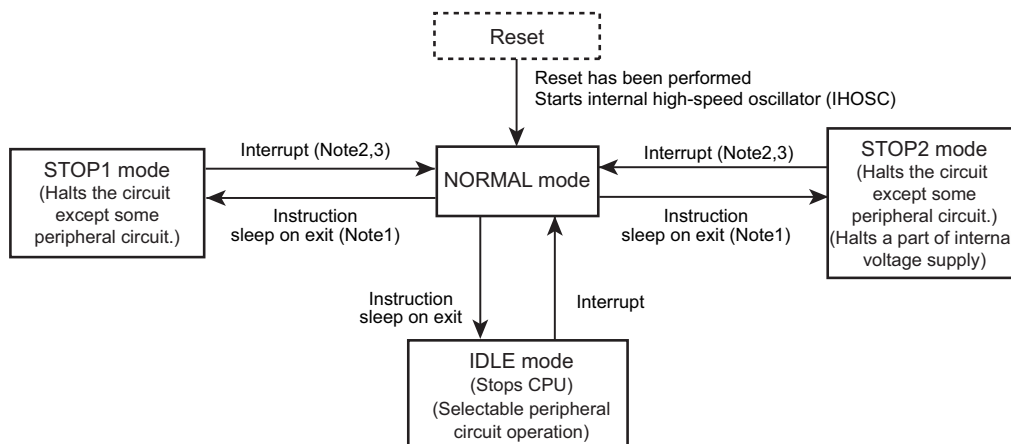 Reset
Reset has been performed
Starts internal high-speed oscillator (IHOSC)
STOP1 mode
(Halts the circuit
except some
peripheral circuit.)
Interrupt (Note2,3)
Instruction
sleep on exit (Note1)
NORMAL mode
Interrupt (Note2,3)
Instruction
sleep on exit (Note1)
STOP2 mode
(Halts the circuit
except some
peripheral circuit.)
(Halts a part of interna
voltage supply)
Instruction
sleep on exit
Interrupt
IDLE mode
(Stops CPU)
(Selectable peripheral
circuit operation)